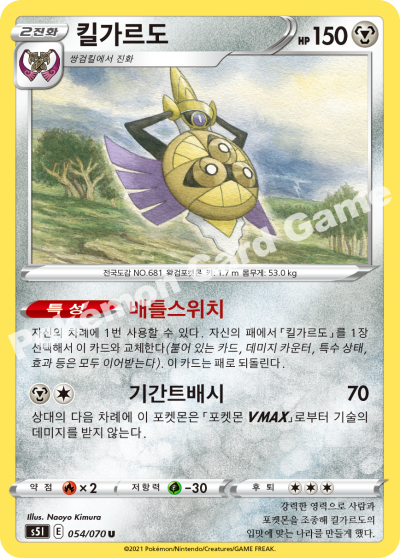 2진화 킬가르도 HP 150
쌍검킬에서 진화
전국도감 NO.681 왕검포켓몬 키: 1.7 m 몸무게: 53.0 kg
특성 배틀스위치
자신의 차례에 1번 사용할 수 있다. 자신의 패에서 「킬가르도」를 1장
선택해서 이 카드와 교체한다(붙어 있는 카드, 데미지 카운터, 특수 상태,
효과 등은 모두 이어받는다). 이 카드는 패로 되돌린다.
기간트배시 70
상대의 다음 차례에 이 포켓몬은 「포켓몬 VMAX」로부터 기술의
데미지를 받지 않는다.
약점 ×2 저항력 -30 후퇴
Illus. Naoyo Kimura
s5I E 054/070 U
강력한 영력으로 사람과
포켓몬을 조종해 킬가르도의
입맛에 맞는 나라를 만들게 했다.
©2021 Pokémon/Nintendo/Creatures/GAME FREAK.
Pokémon Card Game